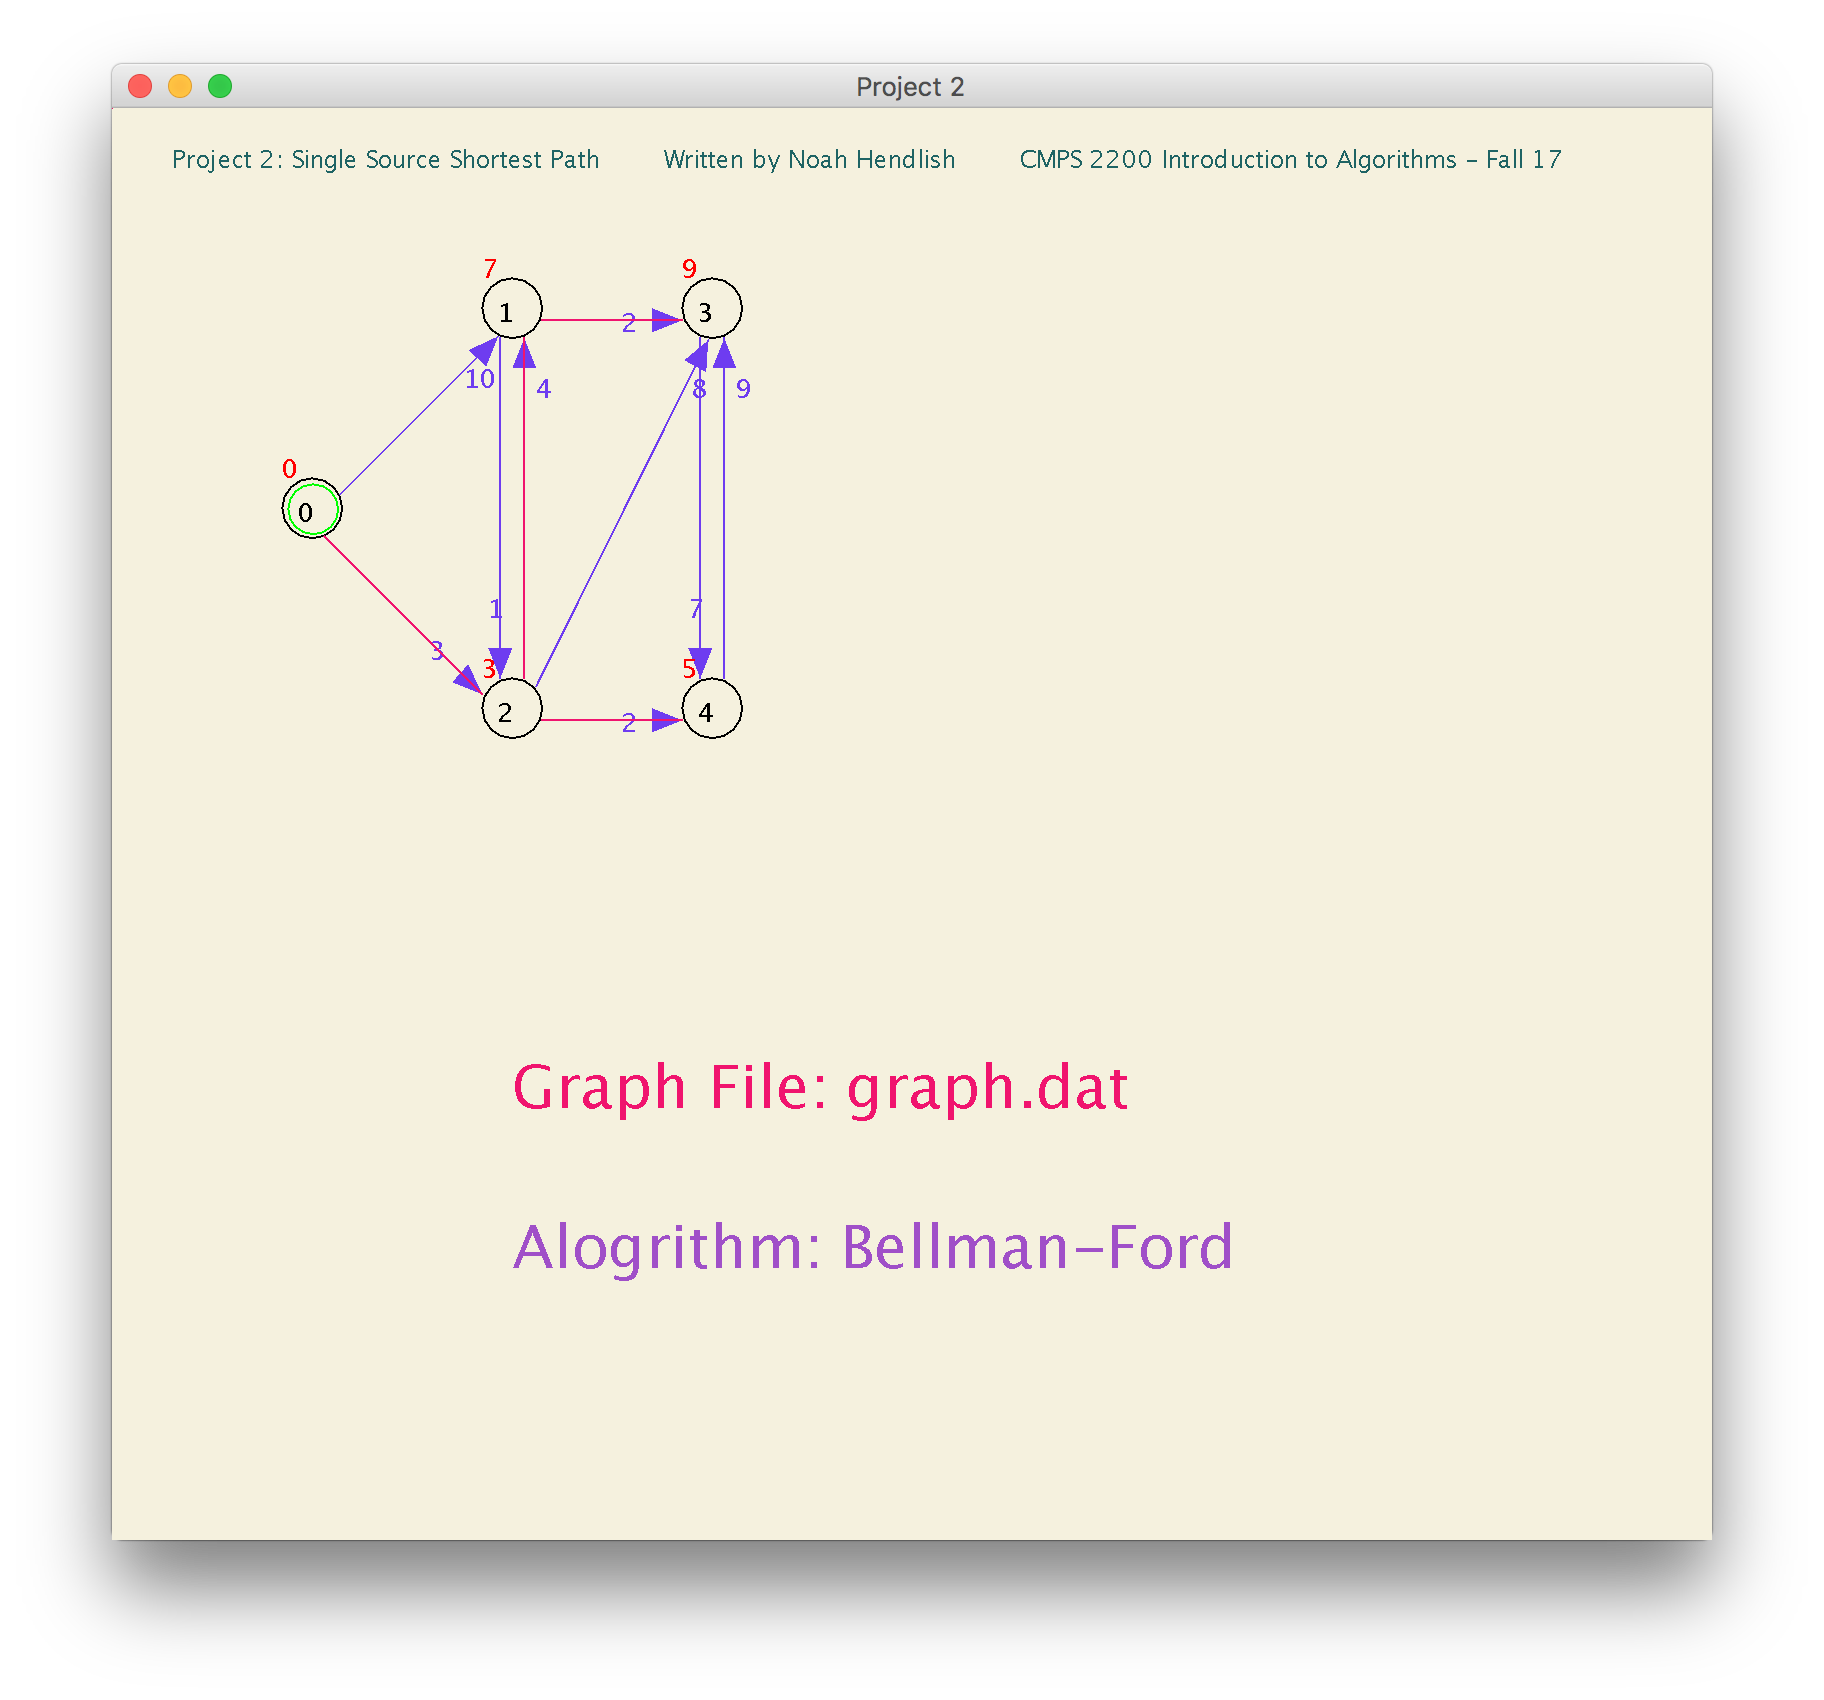 Project 2
Project 2: Single Source Shortest Path Written by Noah Hendlish CMPS 2200 Introduction to Algorithms - Fall 17
7 9
1 3
2
10 4 8 9
0
0
1 7
3
3 5
2 4
2
Graph File: graph.dat
Alogrithm: Bellman-Ford